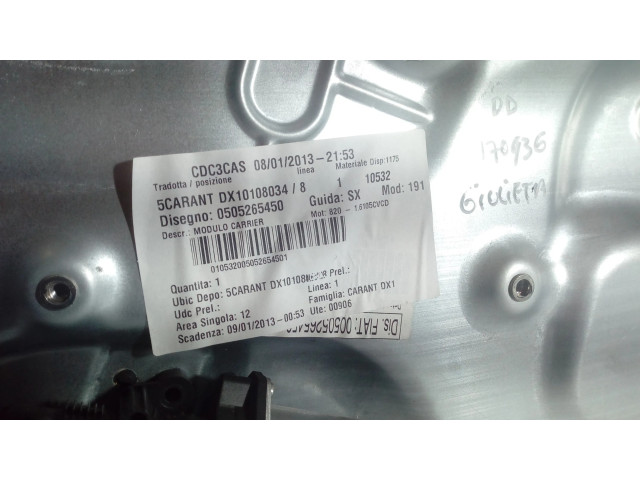 CDC3CAS 08/01/2013-21:53
Tradotta / posizione linea Materiale Disp:1175
5CARANT DX10108034 / 8 1 10532
Disegno: 0505265450 Guida: SX Mod: 191
Descr.: MODULO CARRIER Mot: 820 - 1.6105CVCD
010532005052654501
Quantita: 1
Ubic Depo: 5CARANT DX10108 Prel.:
Udc Prel.: Linea: 1
Area Singola: 12 Famiglia: CARANT DX1
Scadenza: 09/01/2013-00:53 Ute: 00906
Dis. FIAT: 005052654
DD
170936
GIULIETTA